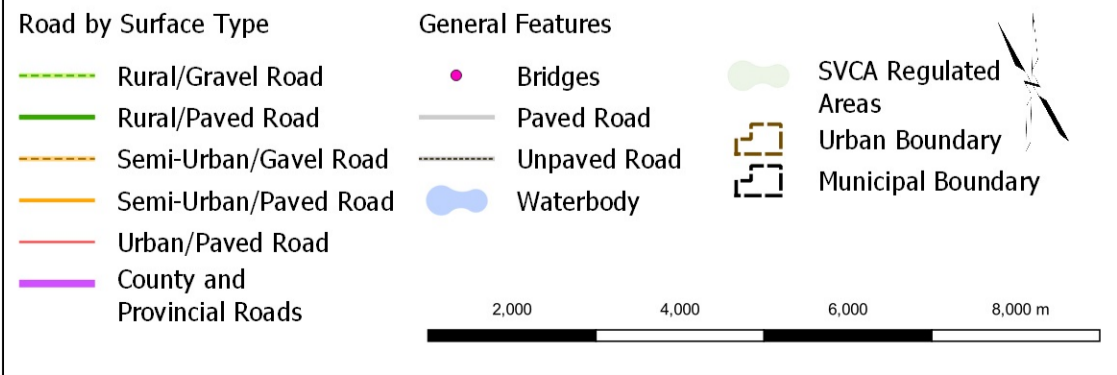 Road by Surface Type
Rural/Gravel Road
Rural/Paved Road
Semi-Urban/Gavel Road
Semi-Urban/Paved Road
Urban/Paved Road
County and
Provincial Roads
General Features
Bridges
Paved Road
Unpaved Road
Waterbody
SVCA Regulated
Areas
Urban Boundary
Municipal Boundary
2,000 4,000 6,000 8,000 m